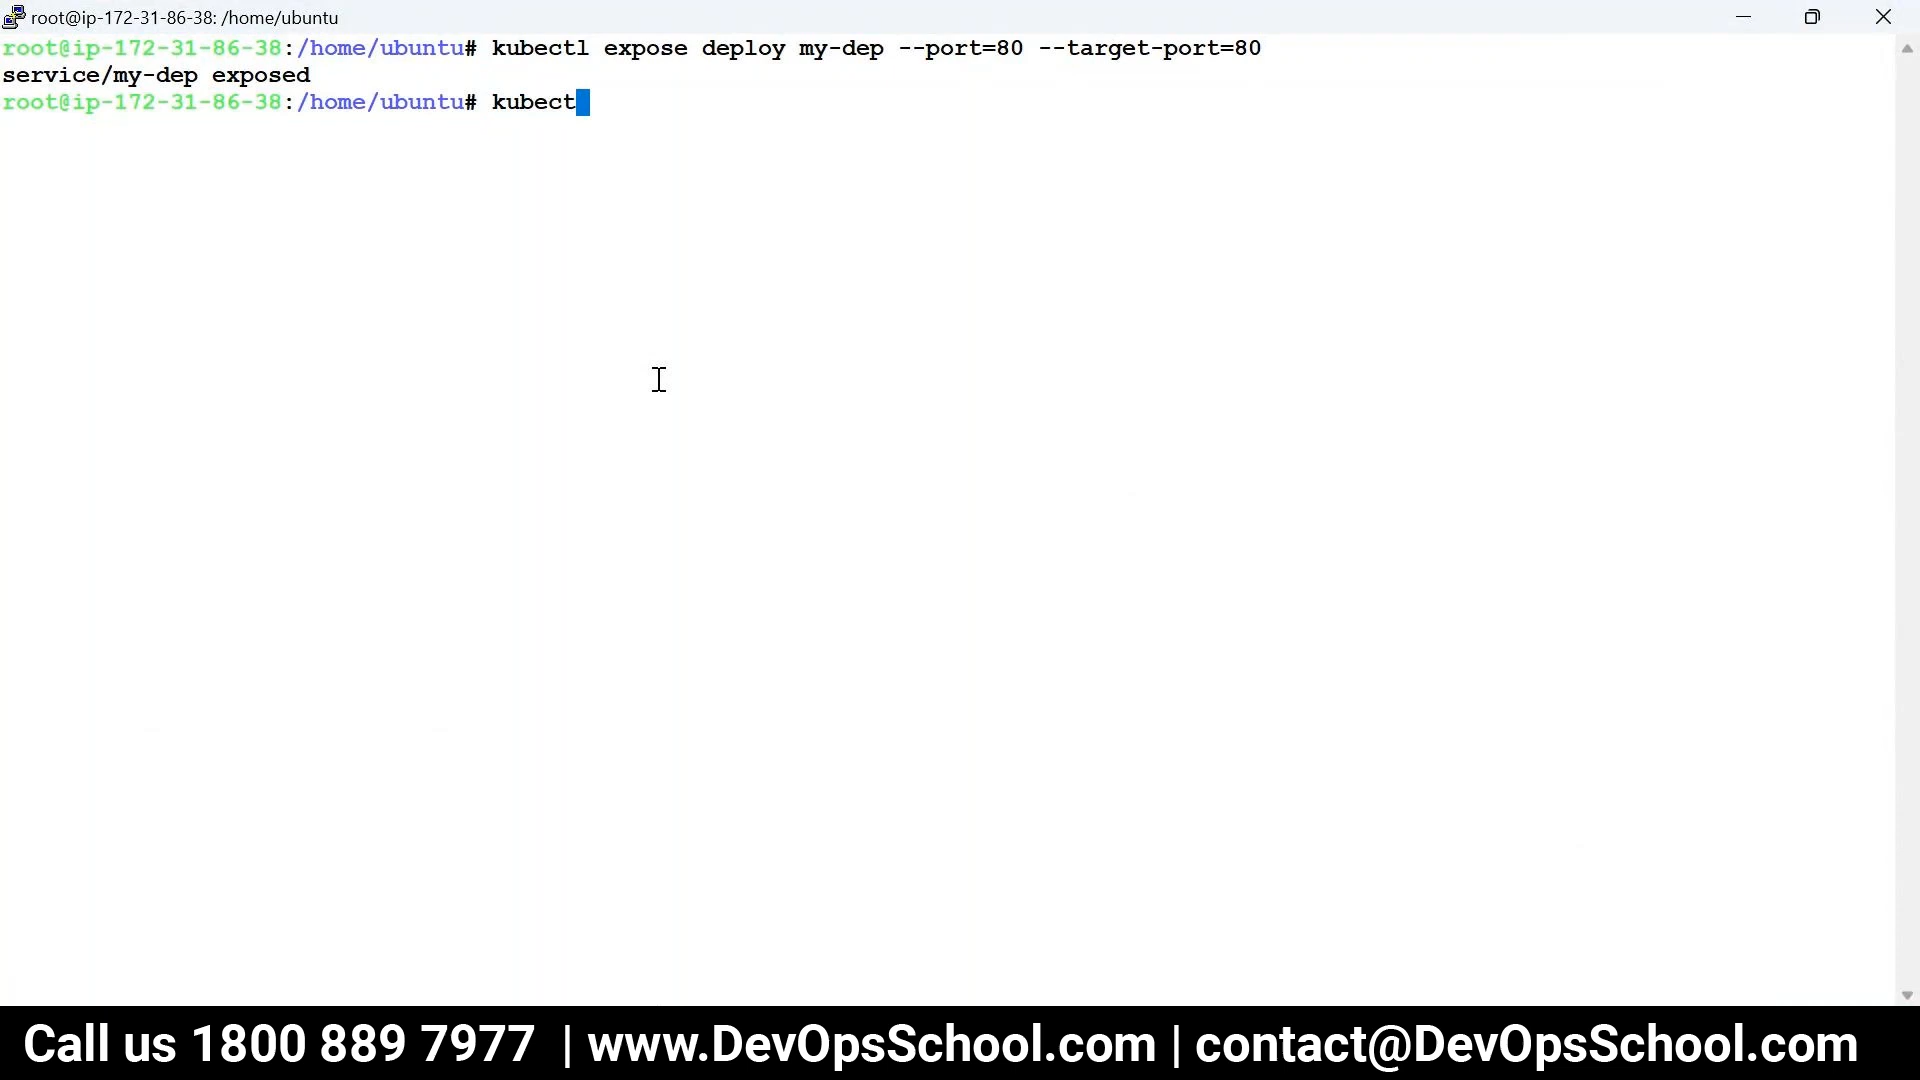 root@ip-172-31-86-38: /home/ubuntu
root@ip-172-31-86-38:/home/ubuntu# kubectl expose deploy my-dep --port=80 --target-port=80
service/my-dep exposed
root@ip-172-31-86-38:/home/ubuntu# kubect
Call us 1800 889 7977 | www.DevOpsSchool.com | contact@DevOpsSchool.com